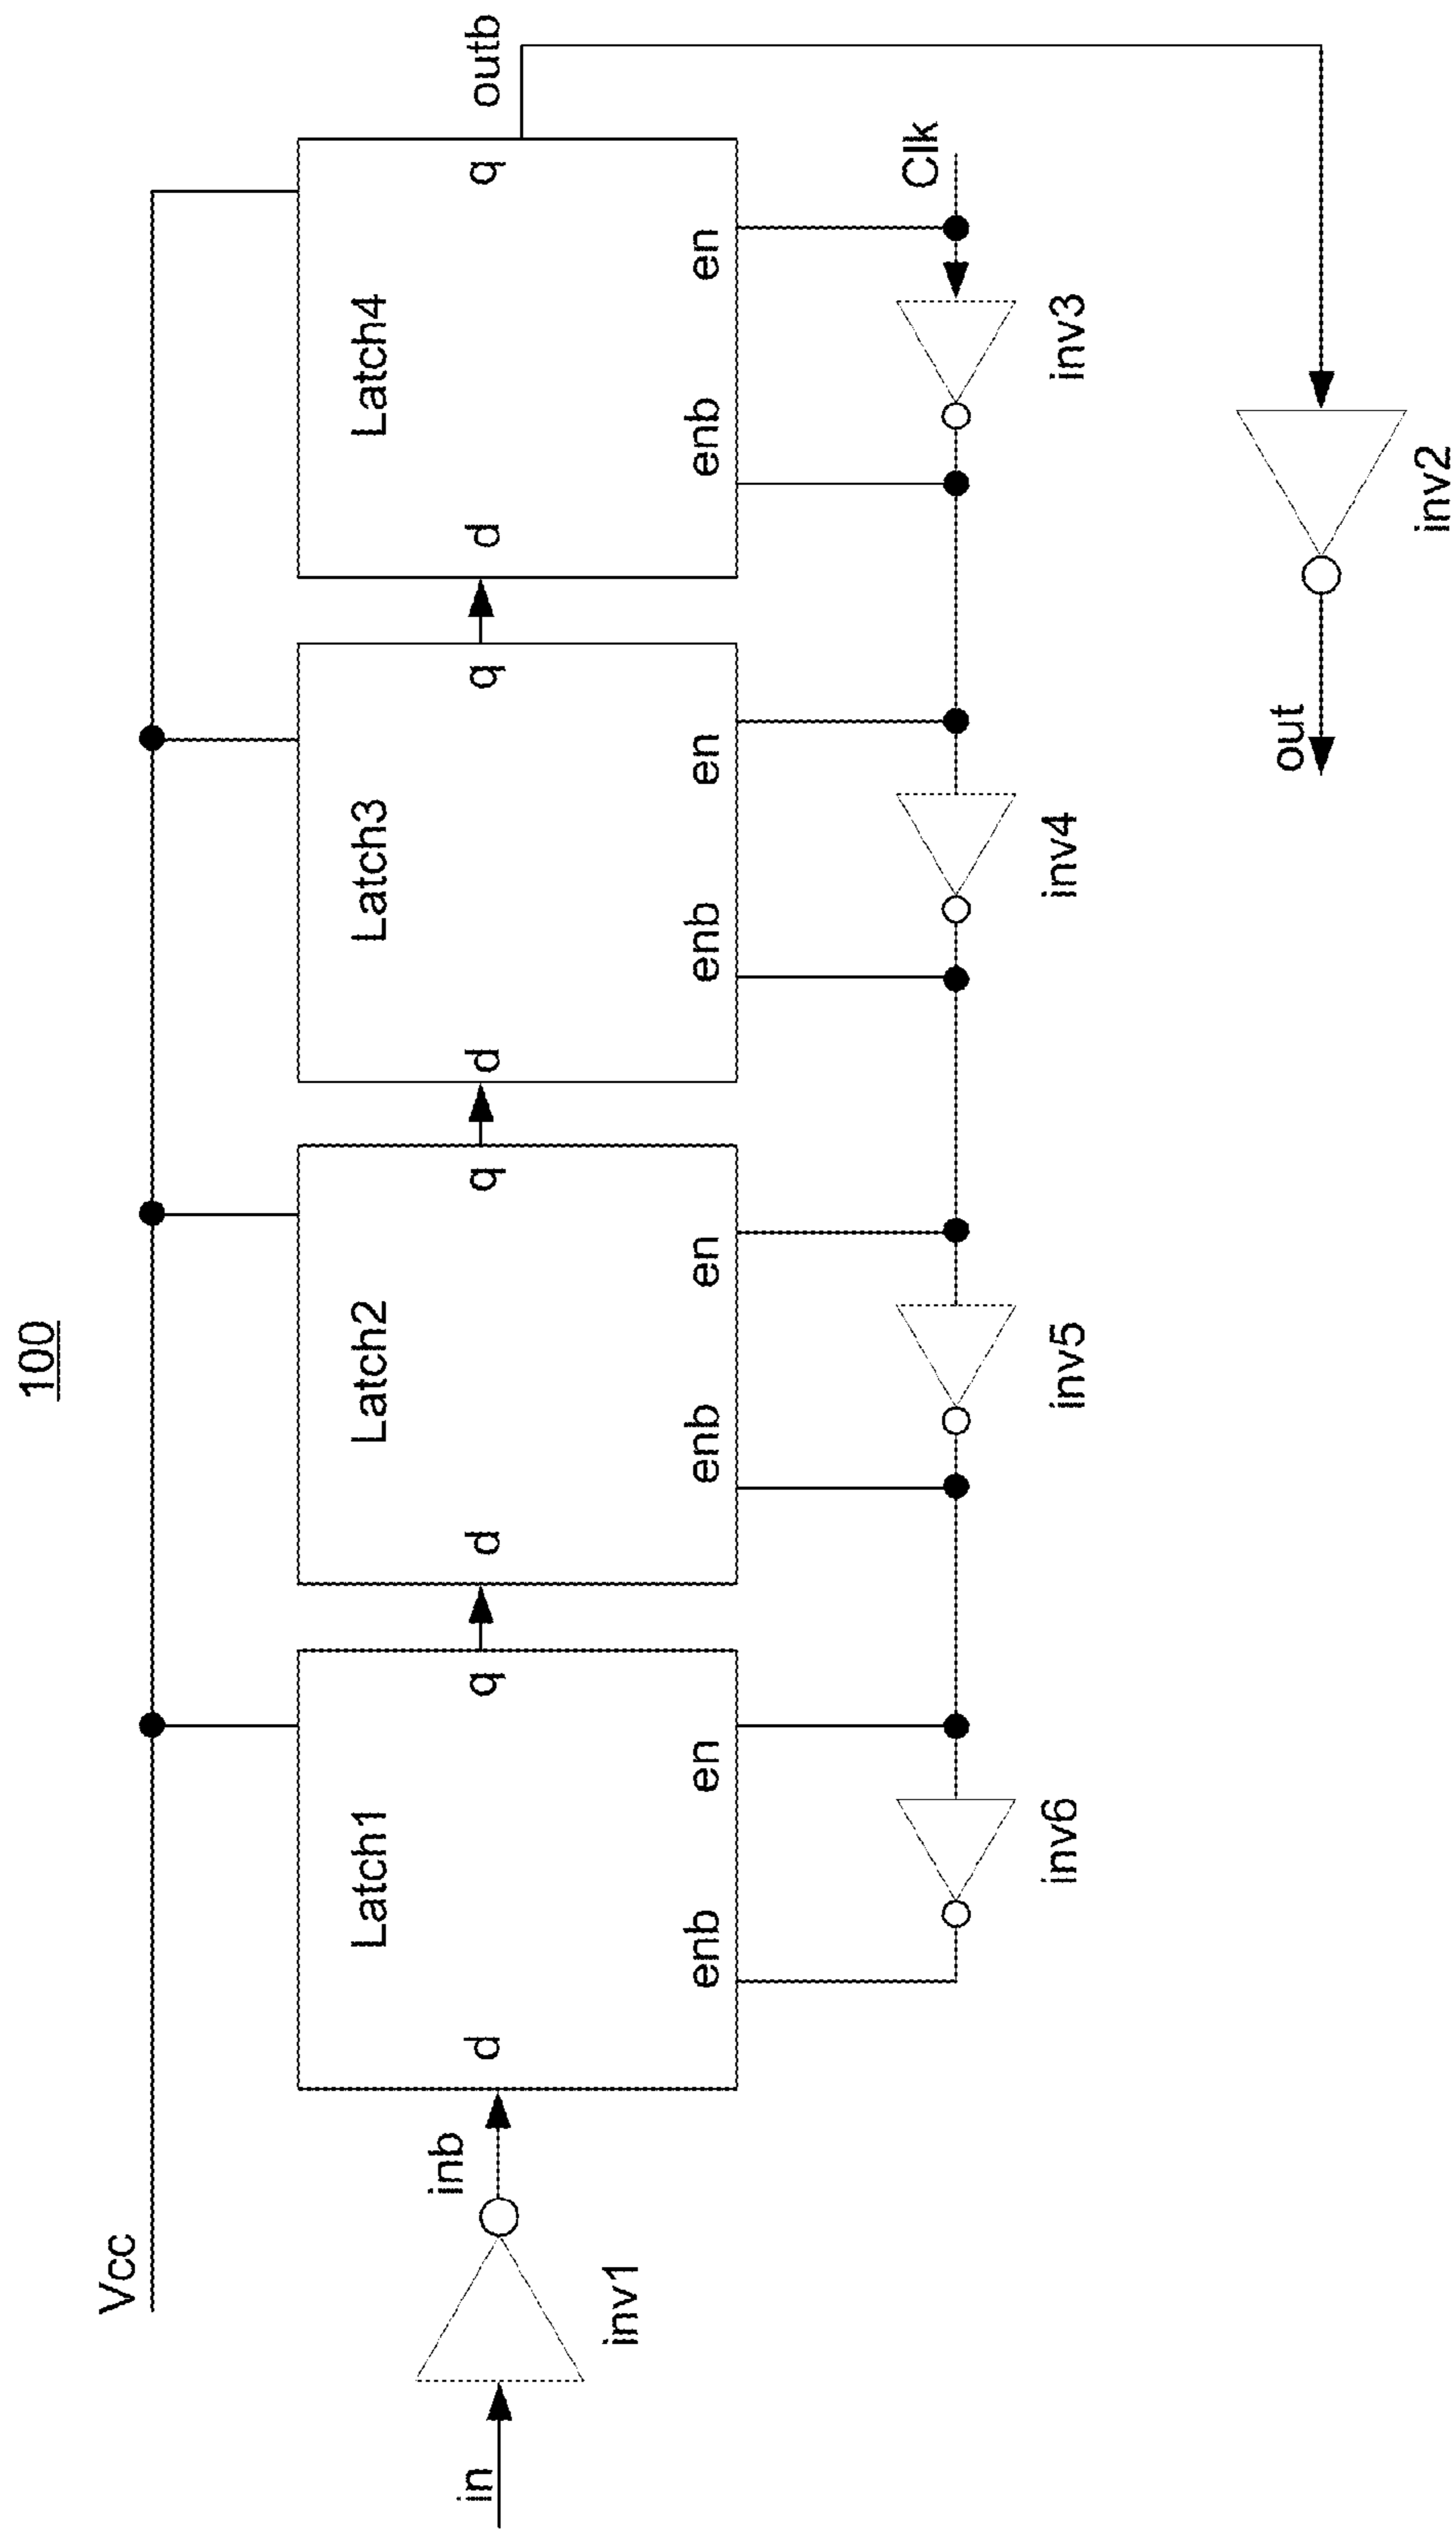 100
Vcc
Latch1
Latch2
Latch3
Latch4
in
inv1
inb
d
q
enb
en
d
q
enb
en
d
q
enb
en
d
q
enb
en
outb
Clk
inv6
inv5
inv4
inv3
out
inv2